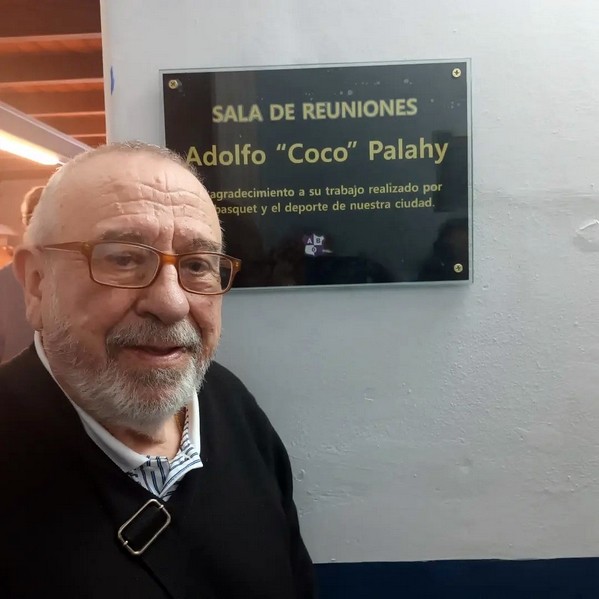 SALA DE REUNIONES
Adolfo "Coco" Palahy
agradecimiento a su trabajo realizado por
basquet y el deporte de nuestra ciudad.
A B
Q